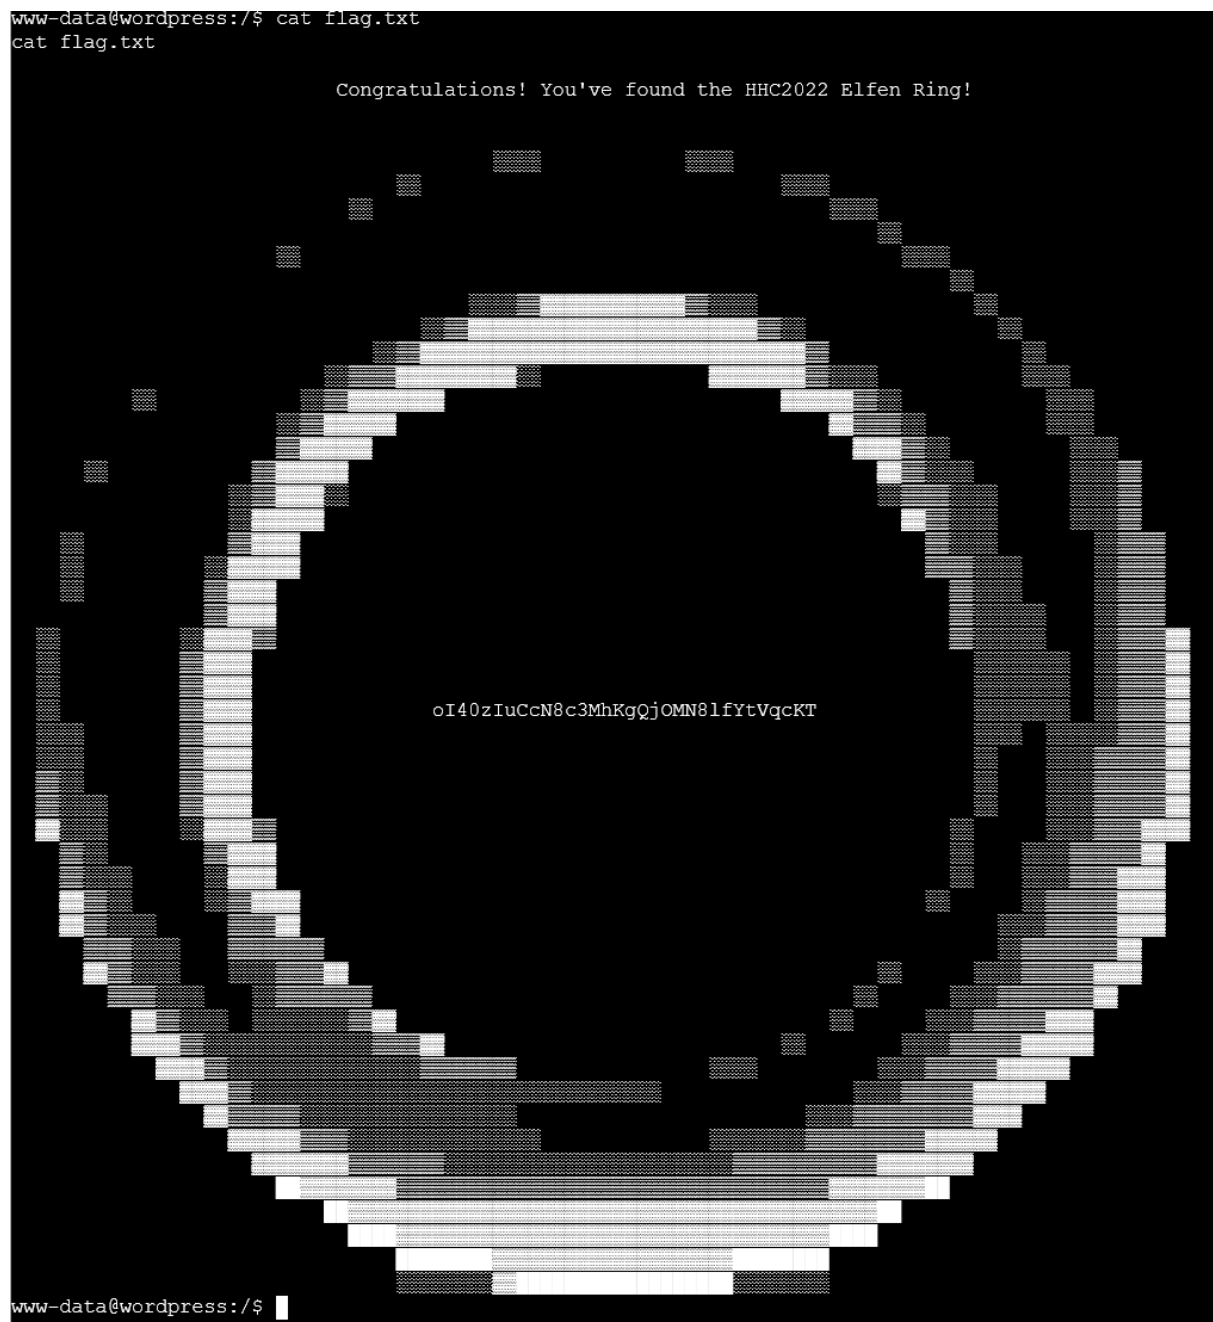 www-data@wordpress:/$ cat flag.txt
cat flag.txt
Congratulations! You've found the HHC2022 Elfen Ring!
oI40zIuCcN8c3MhKgQjOMN8lfYtVqcKT
www-data@wordpress:/$